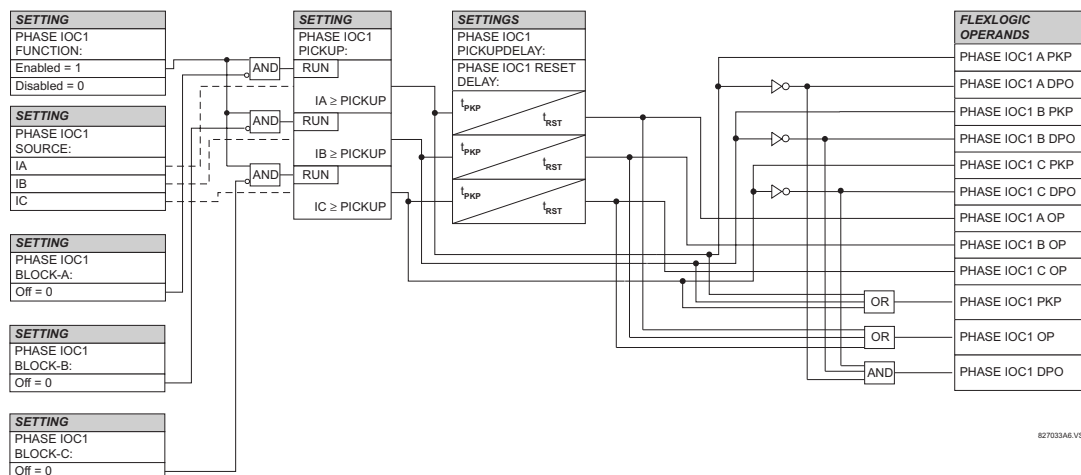 SETTING
PHASE IOC1
FUNCTION:
Enabled = 1
Disabled = 0
SETTING
PHASE IOC1
SOURCE:
IA
IB
IC
SETTING
PHASE IOC1
BLOCK-A:
Off = 0
SETTING
PHASE IOC1
BLOCK-B:
Off = 0
SETTING
PHASE IOC1
BLOCK-C:
Off = 0
AND
AND
AND
SETTING
PHASE IOC1
PICKUP:
RUN
IA ≥ PICKUP
RUN
IB ≥ PICKUP
RUN
IC ≥ PICKUP
SETTINGS
PHASE IOC1
PICKUPDELAY:
PHASE IOC1 RESET
DELAY:
tPKP
tRST
tPKP
tRST
tPKP
tRST
OR
OR
AND
FLEXLOGIC
OPERANDS
PHASE IOC1 A PKP
PHASE IOC1 A DPO
PHASE IOC1 B PKP
PHASE IOC1 B DPO
PHASE IOC1 C PKP
PHASE IOC1 C DPO
PHASE IOC1 A OP
PHASE IOC1 B OP
PHASE IOC1 C OP
PHASE IOC1 PKP
PHASE IOC1 OP
PHASE IOC1 DPO
827033A6.VS